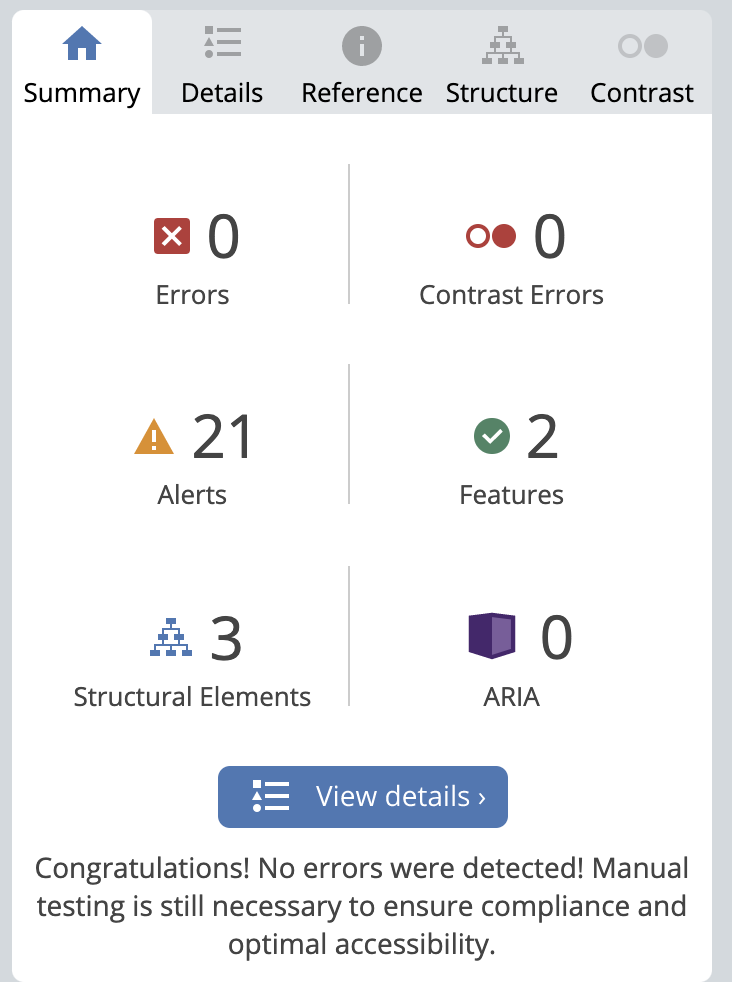 Summary Details Reference Structure Contrast
0 0
Errors Contrast Errors
21 2
Alerts Features
3 0
Structural Elements ARIA
View details ›
Congratulations! No errors were detected! Manual
testing is still necessary to ensure compliance and
optimal accessibility.